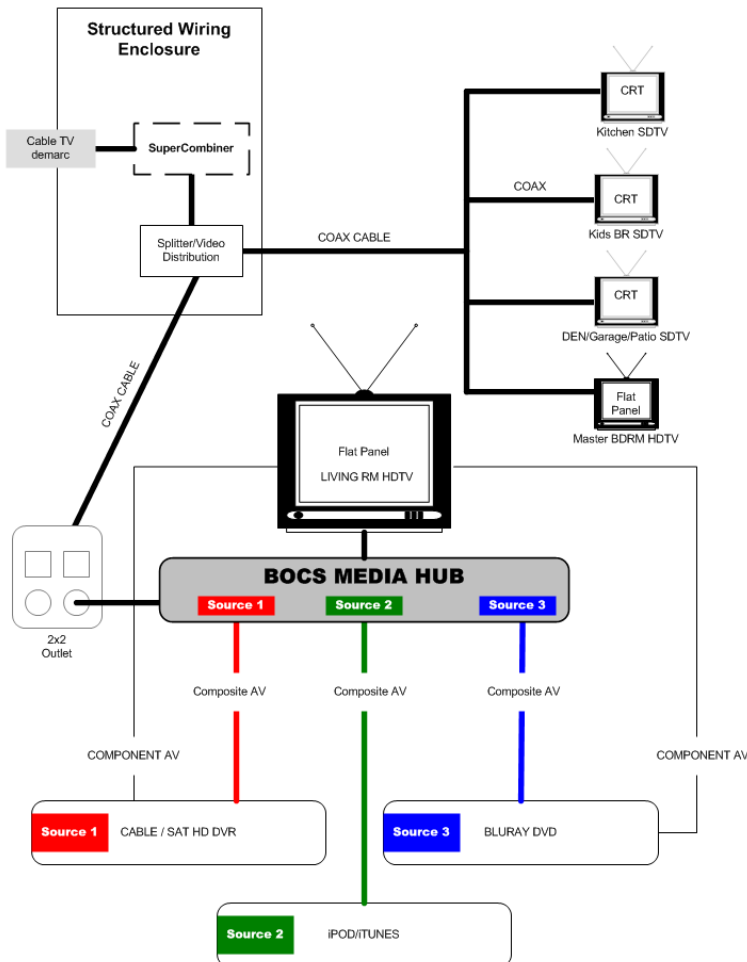 Structured Wiring
Enclosure
Cable TV
demarc
SuperCombiner
Splitter/Video
Distribution
COAX CABLE
COAX
CRT
Kitchen SDTV
CRT
Kids BR SDTV
CRT
DEN/Garage/Patio SDTV
Flat
Panel
Master BDRM HDTV
COAX CABLE
Flat Panel
LIVING RM HDTV
BOCS MEDIA HUB
Source 1
Source 2
Source 3
2x2
Outlet
Composite AV
Composite AV
Composite AV
COMPONENT AV
COMPONENT AV
Source 1
CABLE / SAT HD DVR
Source 3
BLURAY DVD
Source 2
iPOD/iTUNES